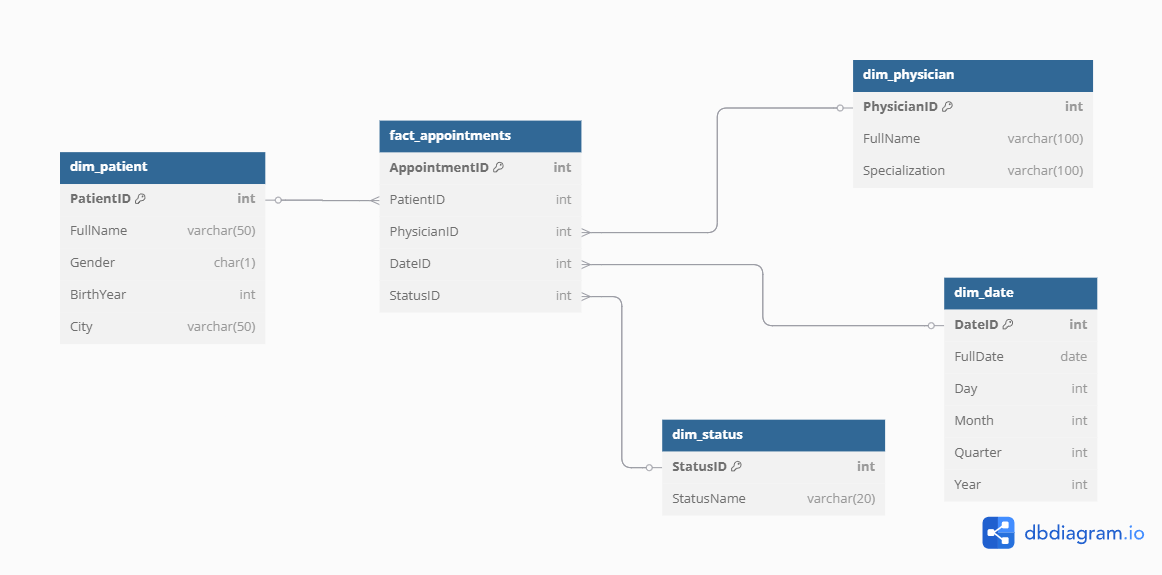 dim_patient
PatientID int
FullName varchar(50)
Gender char(1)
BirthYear int
City varchar(50)
fact_appointments
AppointmentID int
PatientID int
PhysicianID int
DateID int
StatusID int
dim_physician
PhysicianID int
FullName varchar(100)
Specialization varchar(100)
dim_date
DateID int
FullDate date
Day int
Month int
Quarter int
Year int
dim_status
StatusID int
StatusName varchar(20)
dbdiagram.io